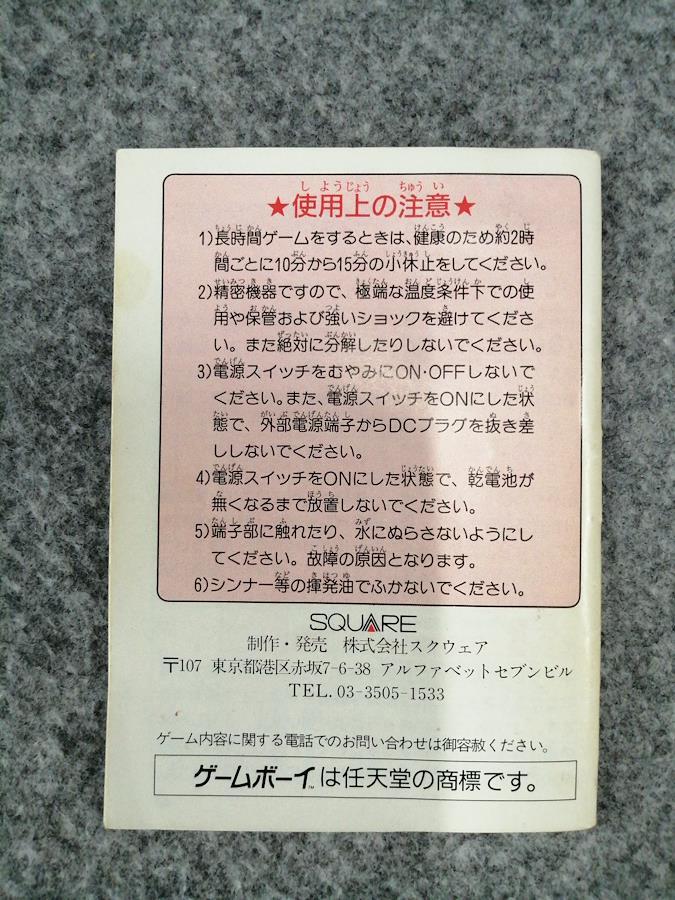 ★使用上の注意★
1)長時間ゲームをするときは、健康のため約2時
間ごとに10分から15分の小休止をしてください。
2)精密機器ですので、極端な温度条件下での使
用や保管および強いショックを避けてくださ
い。また絶対に分解したりしないでください。
3)電源スイッチをむやみにON·OFFしないで
ください。また、電源スイッチをONにした状
態で、外部電源端子からDCプラグを抜き差
ししないでください。
4)電源スイッチをONにした状態で、乾電池が
無くなるまで放置しないでください。
5)端子部に触れたり、水にぬらさないようにし
てください。故障の原因となります。
6)シンナー等の揮発油でふかないでください。
SQUARE
制作・発売 株式会社スクウェア
〒107 東京都港区赤坂7-6-38 アルファベットセブンビル
TEL. 03-3505-1533
ゲーム内容に関する電話でのお問い合わせは御容赦ください。
ゲームボーイ™は任天堂の商標です。